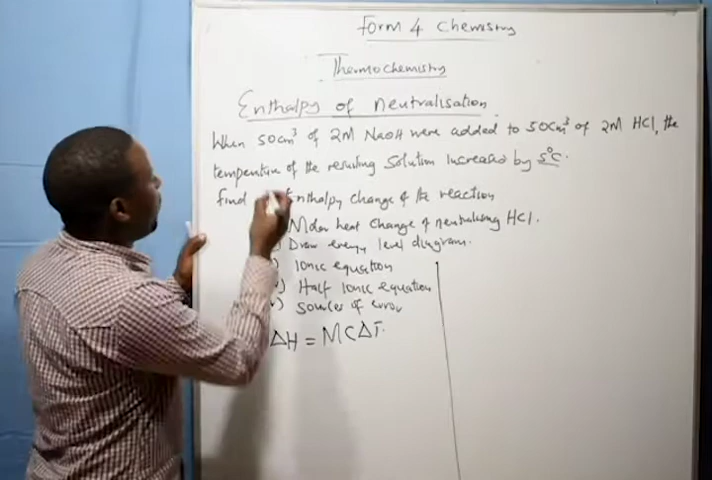 Form 4 Chemistry
Thermochemistry
Enthalpy of Neutralisation
When 50cm³ of 2M NaOH were added to 50cm³ of 2M HCl, the
temperature of the resulting solution increased by 5°C.
find Enthalpy change of the reaction
Molar heat change of neutralising HCl.
Draw energy level diagram.
Ionic equation
Half Ionic equation
Sources of error
ΔH = MCΔT